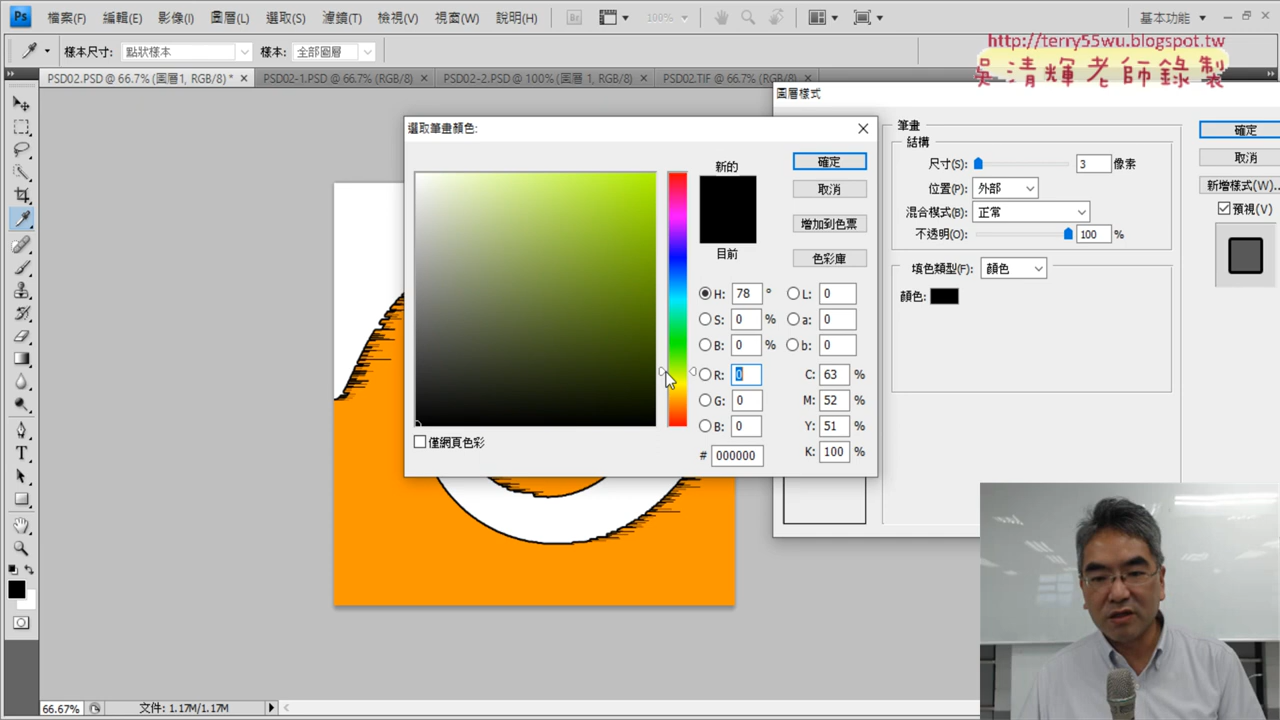 Ps 檔案(F) 編輯(E) 影像(I) 圖層(L) 選取(S) 濾鏡(T) 檢視(V) 視窗(W) 說明(H) Br 100% 基本功能
樣本尺寸: 點狀樣本 樣本: 全部圖層
http://terry55wu.blogspot.tw
吳清輝老師錄製
PSD02.PSD @ 66.7% (圖層1, RGB/8) * PSD02-1.PSD @ 66.7% (RGB/8) PSD02-2.PSD @ 100% (圖層 1, RGB/8) PSD02.TIF @ 66.7% (RGB/8)
圖層樣式
筆畫
結構
尺寸(S): 3 像素
位置(P): 外部
混合模式(B): 正常
不透明(O): 100 %
填色類型(F): 顏色
顏色:
確定
取消
新增樣式(W)...
預視(V)
選取筆畫顏色:
新的
目前
確定
取消
增加到色票
色彩庫
H: 78 ° L: 0
S: 0 % a: 0
B: 0 % b: 0
R: 0 C: 63 %
G: 0 M: 52 %
B: 0 Y: 51 %
# 000000 K: 100 %
僅網頁色彩
66.67% 文件: 1.17M/1.17M